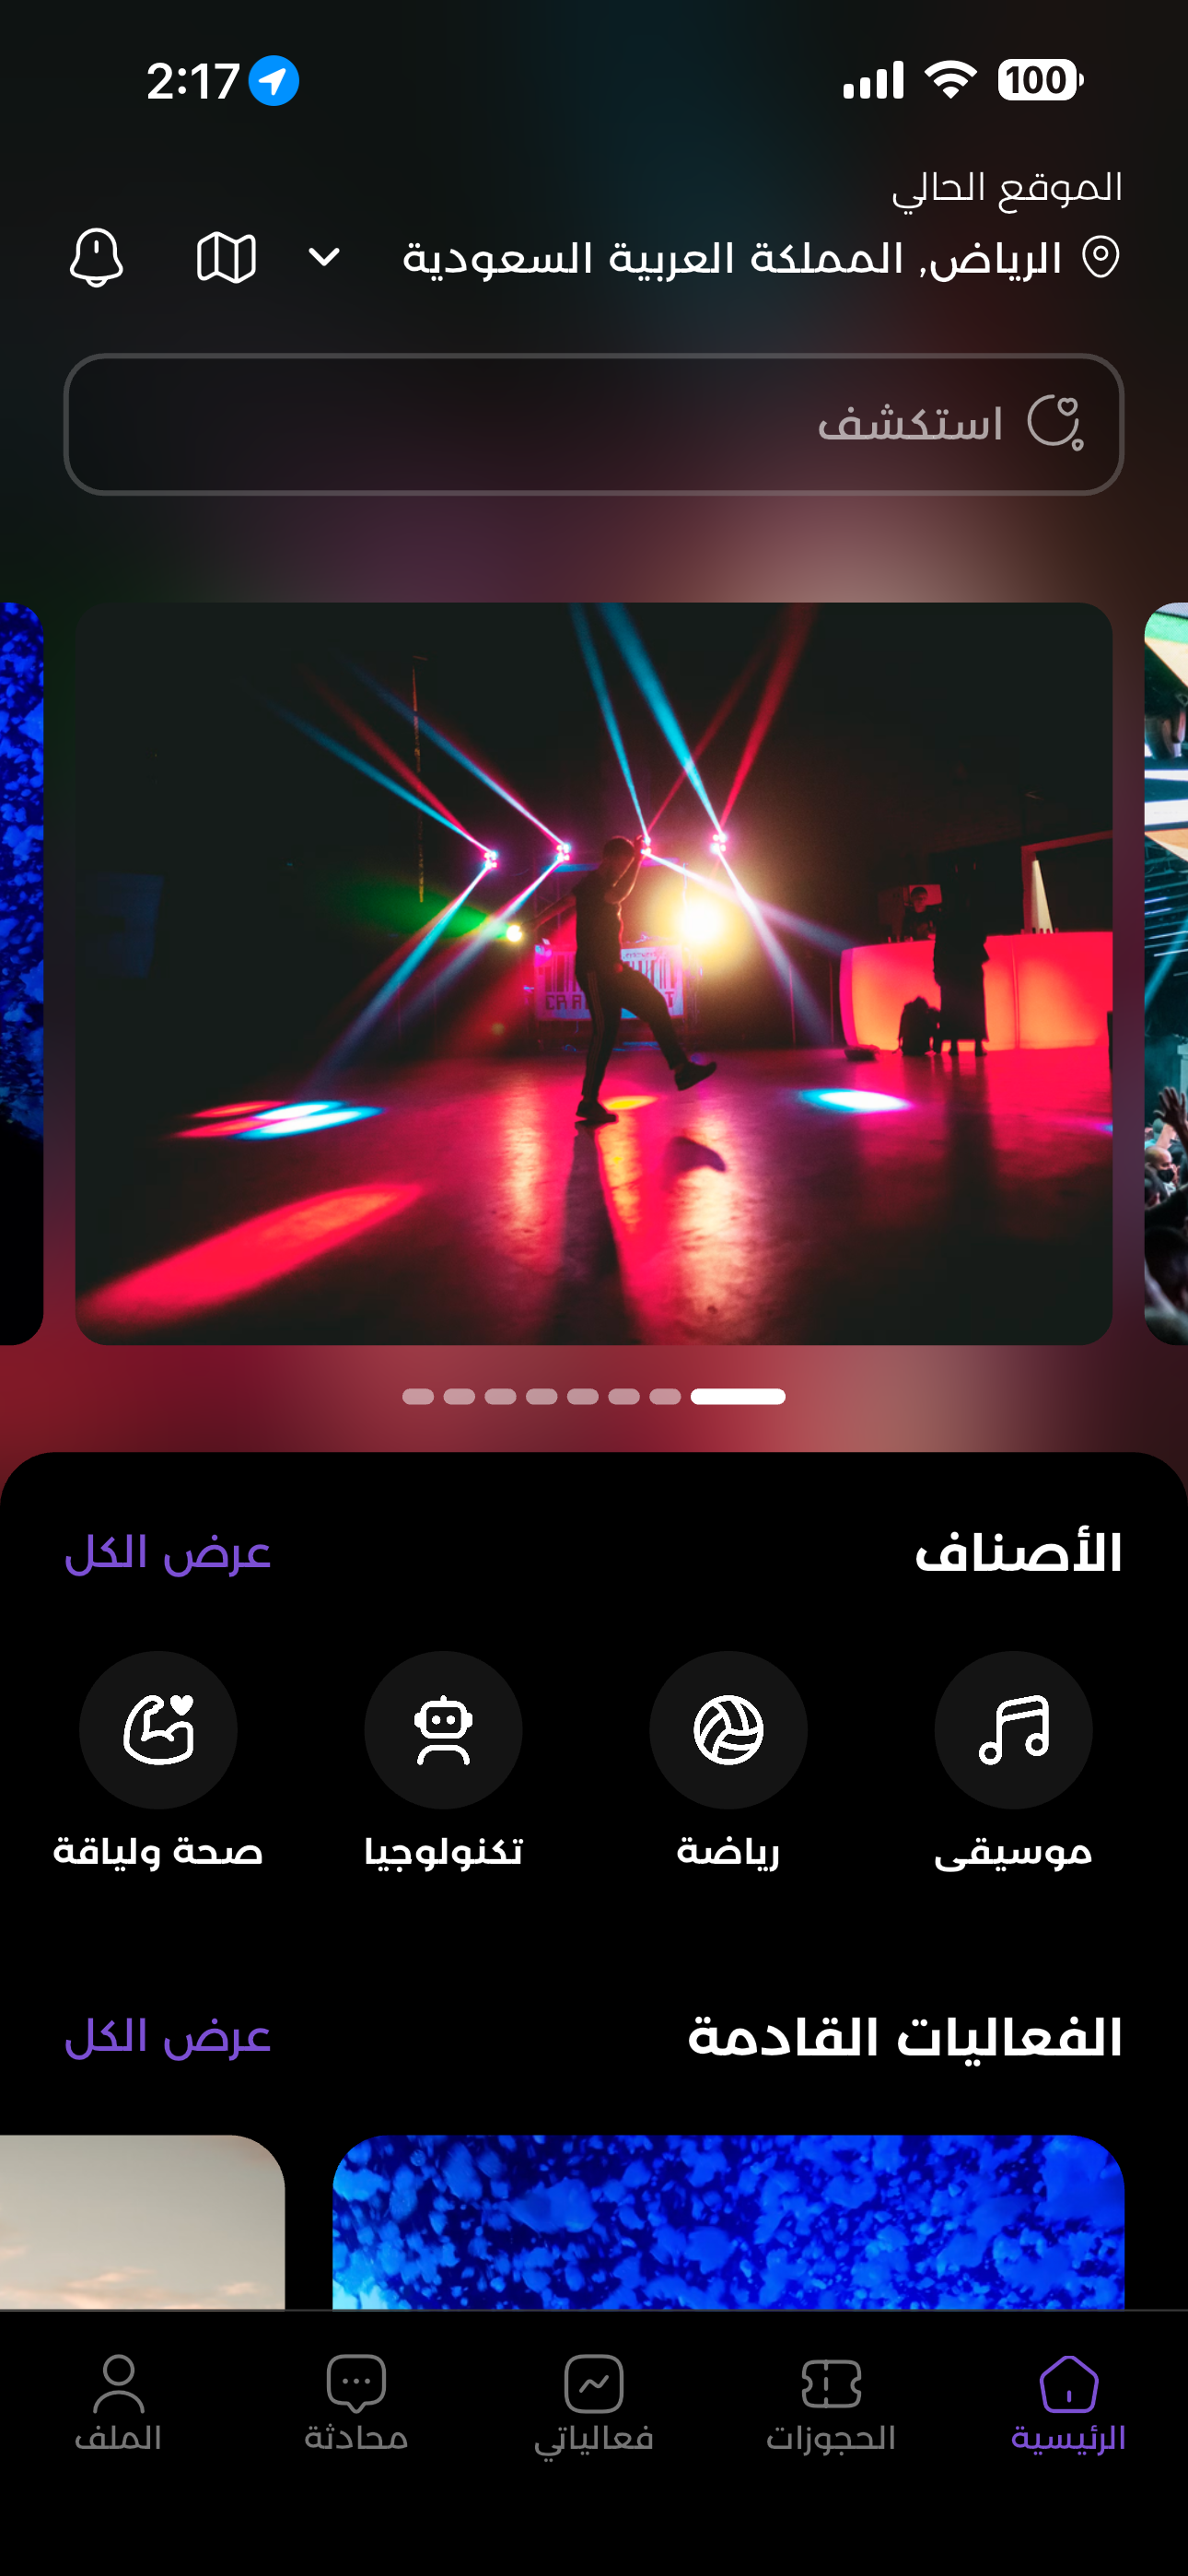 2:17
100
الموقع الحالي
الرياض, المملكة العربية السعودية
استكشف
الأصناف
عرض الكل
موسيقى
رياضة
تكنولوجيا
صحة ولياقة
الفعاليات القادمة
عرض الكل
الرئيسية
الحجوزات
فعالياتي
محادثة
الملف